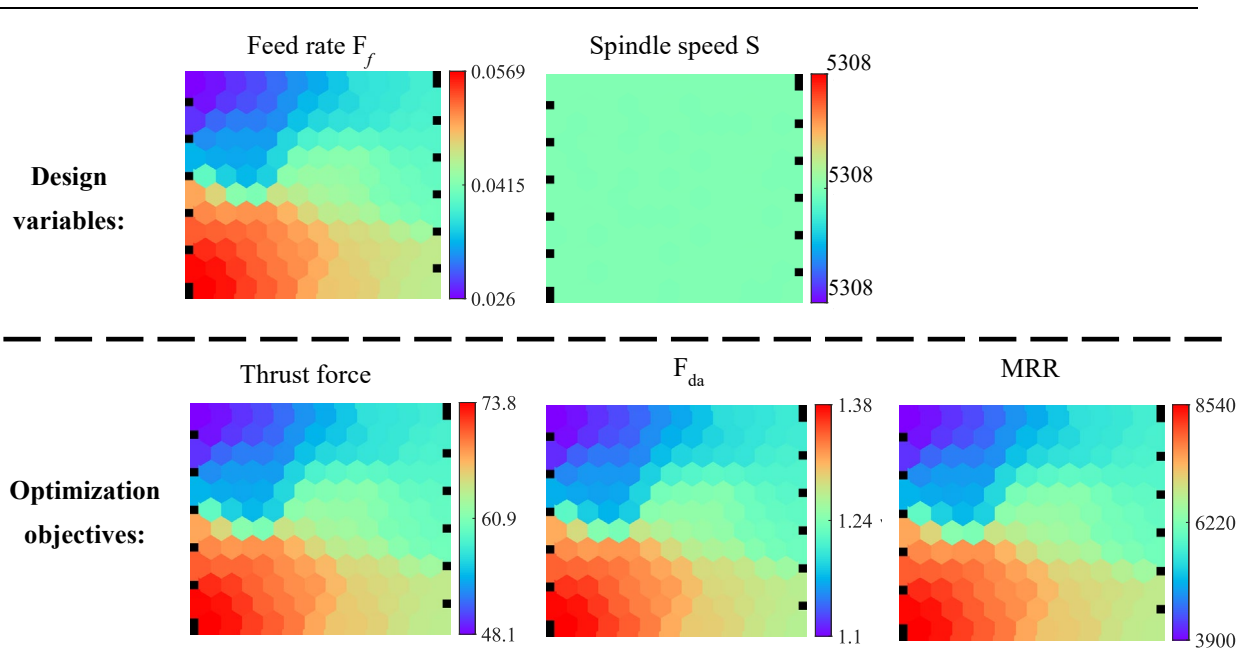 Feed rate F_f
Spindle speed S
0.0569
0.0415
0.026
5308
5308
5308
Design
variables:
Thrust force
F_da
MRR
73.8
60.9
48.1
1.38
1.24
1.1
8540
6220
3900
Optimization
objectives: